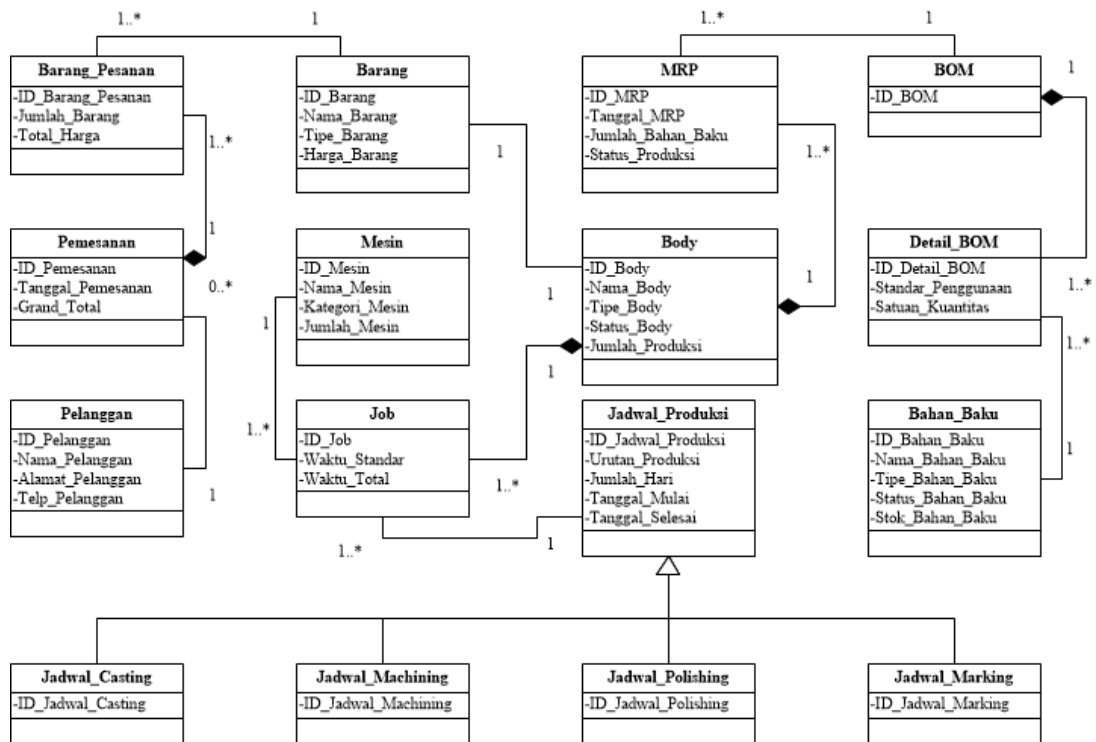 1..*
1
1..*
1
Barang_Pesanan
-ID_Barang_Pesanan
-Jumlah_Barang
-Total_Harga
Barang
-ID_Barang
-Nama_Barang
-Tipe_Barang
-Harga_Barang
MRP
-ID_MRP
-Tanggal_MRP
-Jumlah_Bahan_Baku
-Status_Produksi
BOM
-ID_BOM
1
1..*
1
1..*
1
Pemesanan
-ID_Pemesanan
-Tanggal_Pemesanan
-Grand_Total
0..*
Mesin
-ID_Mesin
-Nama_Mesin
-Kategori_Mesin
-Jumlah_Mesin
1
1
Body
-ID_Body
-Nama_Body
-Tipe_Body
-Status_Body
-Jumlah_Produksi
1
1
Detail_BOM
-ID_Detail_BOM
-Standar_Penggunaan
-Satuan_Kuantitas
1..*
1..*
Pelanggan
-ID_Pelanggan
-Nama_Pelanggan
-Alamat_Pelanggan
-Telp_Pelanggan
1
1..*
Job
-ID_Job
-Waktu_Standar
-Waktu_Total
1..*
Jadwal_Produksi
-ID_Jadwal_Produksi
-Urutan_Produksi
-Jumlah_Hari
-Tanggal_Mulai
-Tanggal_Selesai
Bahan_Baku
-ID_Bahan_Baku
-Nama_Bahan_Baku
-Tipe_Bahan_Baku
-Status_Bahan_Baku
-Stok_Bahan_Baku
1
1..*
1
Jadwal_Casting
-ID_Jadwal_Casting
Jadwal_Machining
-ID_Jadwal_Machining
Jadwal_Polishing
-ID_Jadwal_Polishing
Jadwal_Marking
-ID_Jadwal_Marking